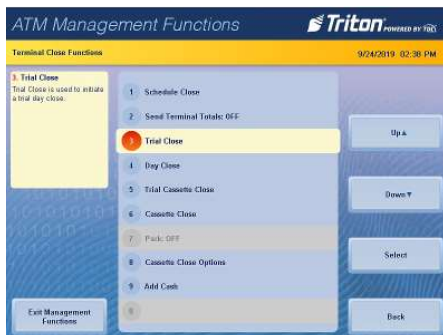 ATM Management Functions
Triton POWERED BY TDL
Terminal Close Functions
9/24/2019 02:38 PM
3. Trial Close
Trial Close is used to initiate
a trial day close.
1 Schedule Close
2 Send Terminal Totals: OFF
3 Trial Close
4 Day Close
5 Trial Cassette Close
6 Cassette Close
7 Park: OFF
8 Cassette Close Options
9 Add Cash
0
Up▲
Down▼
Select
Back
Exit Management
Functions